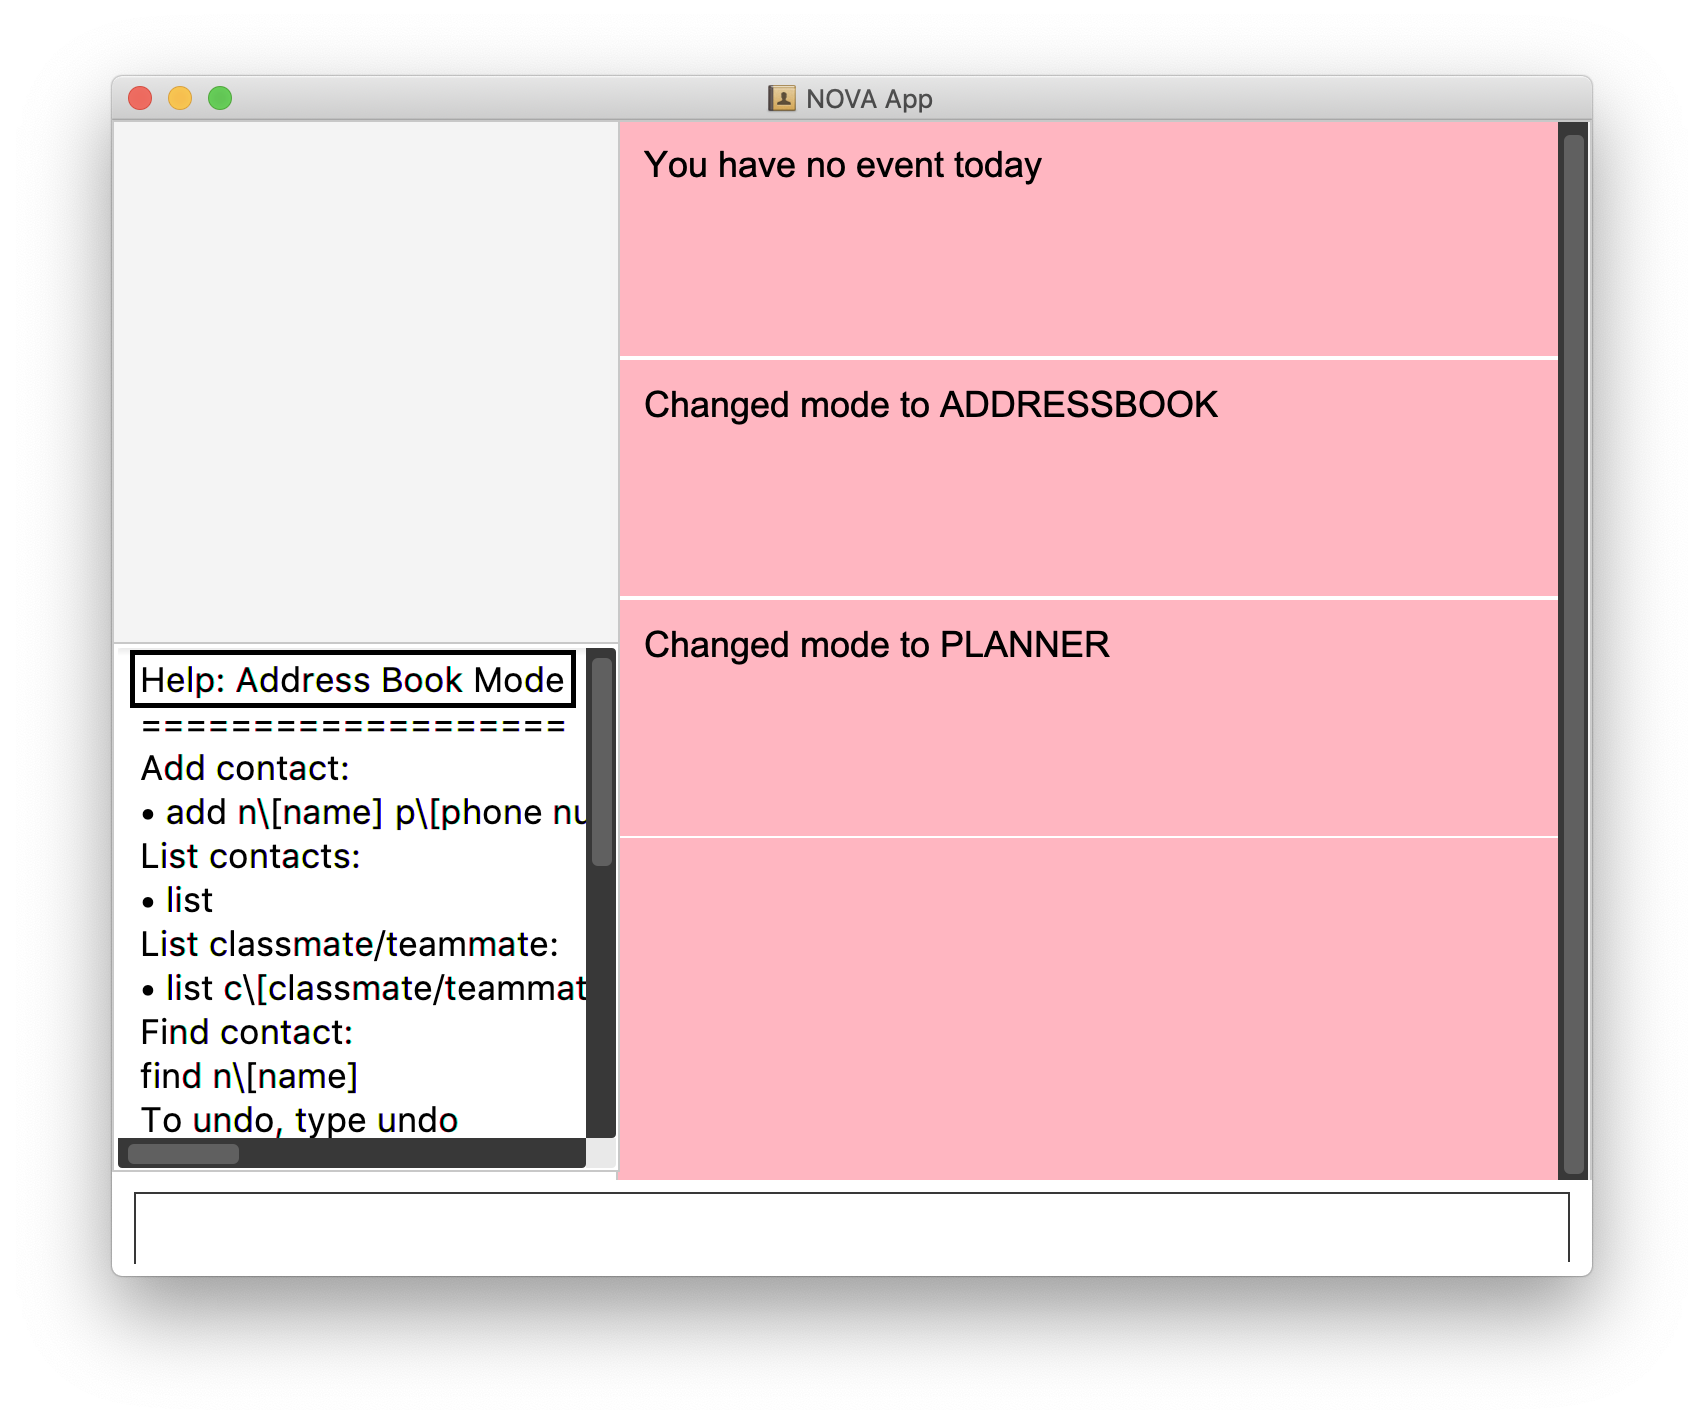 NOVA App
You have no event today
Changed mode to ADDRESSBOOK
Changed mode to PLANNER
Help: Address Book Mode
===================
Add contact:
• add n\[name] p\[phone nu
List contacts:
• list
List classmate/teammate:
• list c\[classmate/teammat
Find contact:
find n\[name]
To undo, type undo